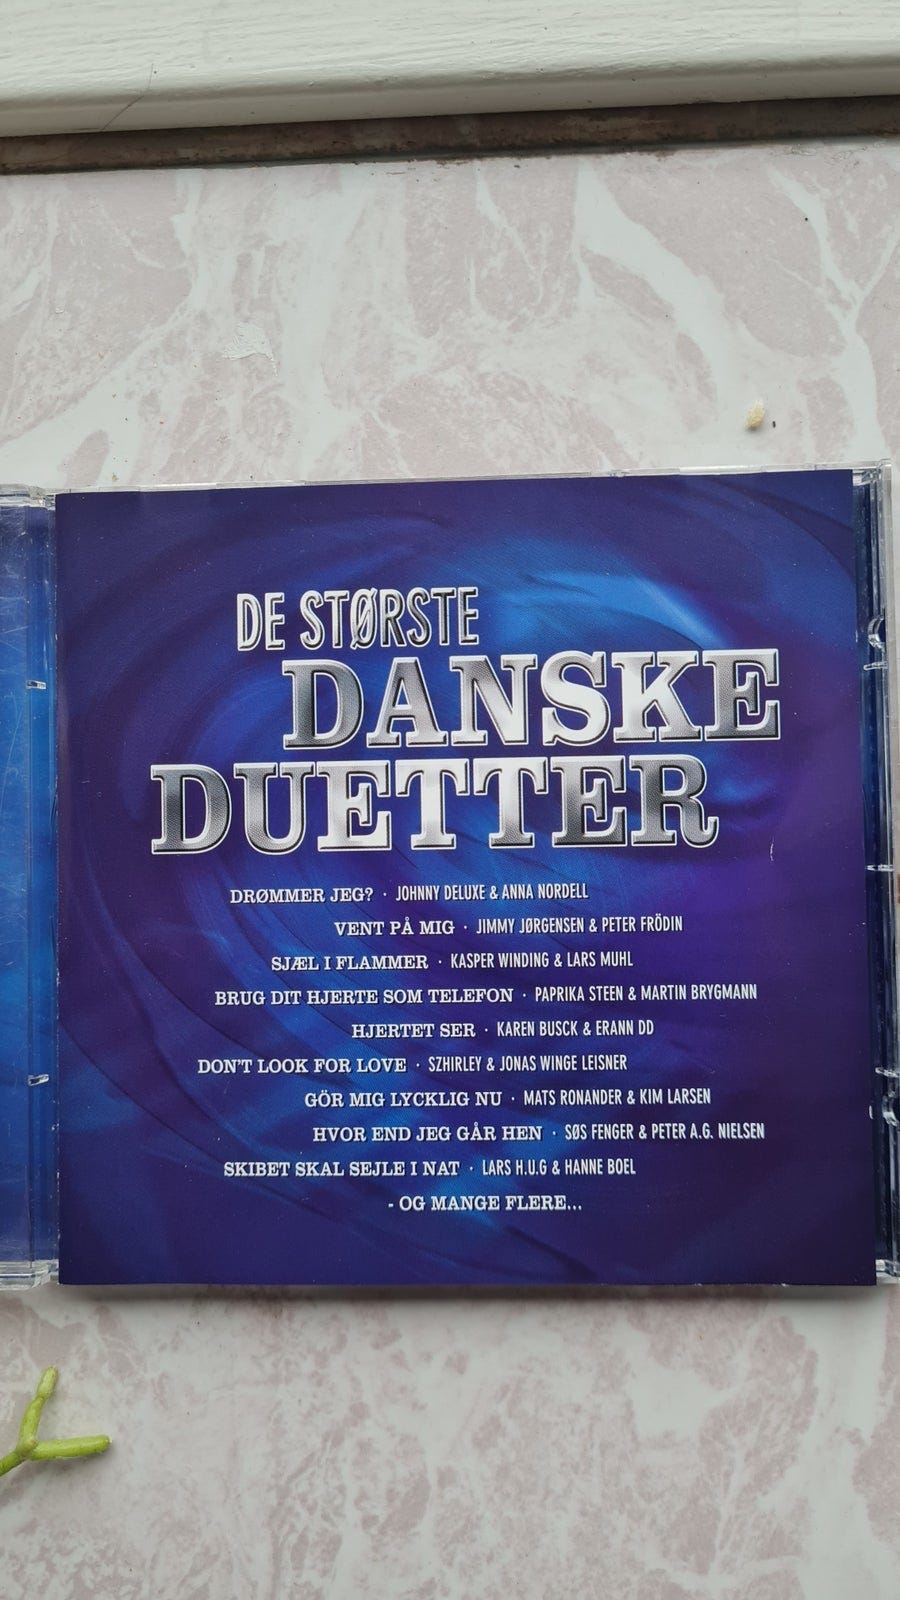 DE STØRSTE
DANSKE
DUETTER
DRØMMER JEG? · JOHNNY DELUXE & ANNA NORDELL
VENT PÅ MIG · JIMMY JØRGENSEN & PETER FRÖDIN
SJÆL I FLAMMER · KASPER WINDING & LARS MUHL
BRUG DIT HJERTE SOM TELEFON · PAPRIKA STEEN & MARTIN BRYGMANN
HJERTET SER · KAREN BUSCK & ERANN DD
DON'T LOOK FOR LOVE · SZHIRLEY & JONAS WINGE LEISNER
GÖR MIG LYCKLIG NU · MATS RONANDER & KIM LARSEN
HVOR END JEG GÅR HEN · SØS FENGER & PETER A.G. NIELSEN
SKIBET SKAL SEJLE I NAT · LARS H.U.G & HANNE BOEL
- OG MANGE FLERE...